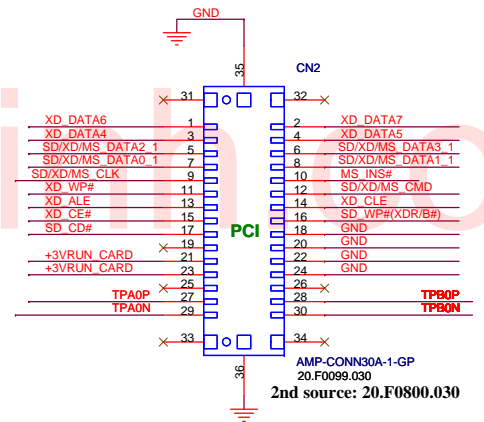 GND
35
CN2
31 32
XD_DATA6 1 2 XD_DATA7
XD_DATA4 3 4 XD_DATA5
SD/XD/MS_DATA2_1 5 6 SD/XD/MS_DATA3_1
SD/XD/MS_DATA0_1 7 8 SD/XD/MS_DATA1_1
SD/XD/MS_CLK 9 10 MS_INS#
XD_WP# 11 12 SD/XD/MS_CMD
XD_ALE 13 14 XD_CLE
XD_CE# 15 16 SD_WP#(XDR/B#)
SD_CD# 17 18 GND
PCI
19 20 GND
+3VRUN_CARD 21 22 GND
+3VRUN_CARD 23 24 GND
25 26
TPA0P 27 28 TPB0P
TPA0N 29 30 TPB0N
33 34
36
AMP-CONN30A-1-GP
20.F0099.030
2nd source: 20.F0800.030